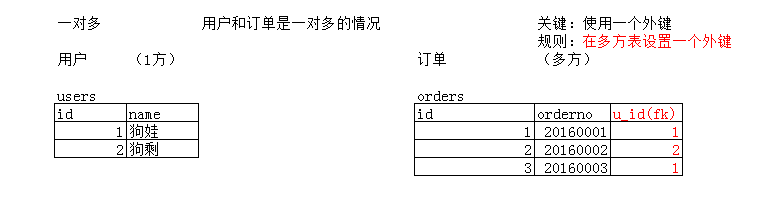 一对多 用户和订单是一对多的情况 关键：使用一个外键
规则：在多方表设置一个外键
用户 （1方） 订单 （多方）
users orders
id name id orderno u_id(fk)
1 狗娃 1 20160001 1
2 狗剩 2 20160002 2
3 20160003 1